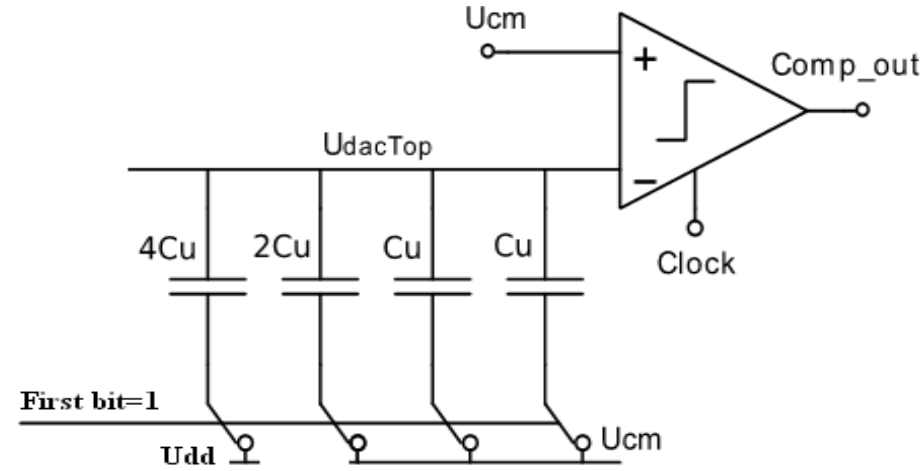 Ucm
+
Comp_out
UdacTop
−
4Cu 2Cu Cu Cu
Clock
First bit=1
Udd
Ucm